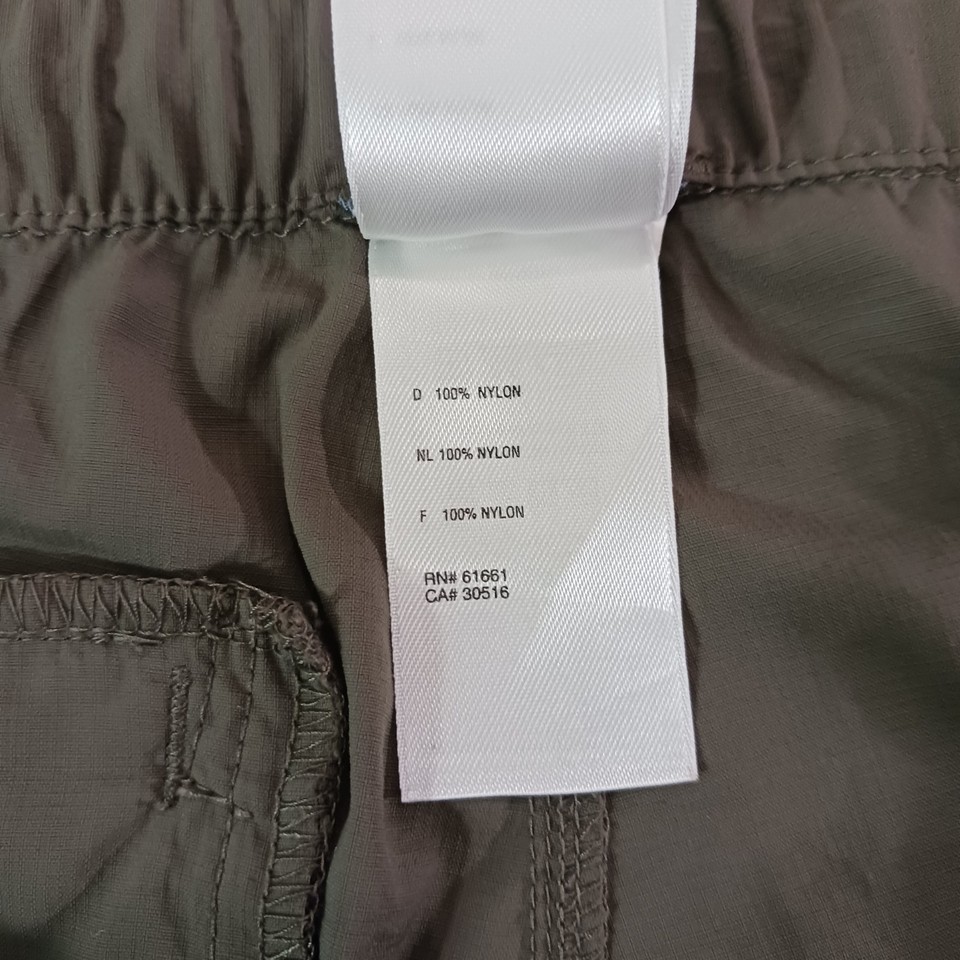 D 100% NYLON
NL 100% NYLON
F 100% NYLON
RN# 61661
CA# 30516